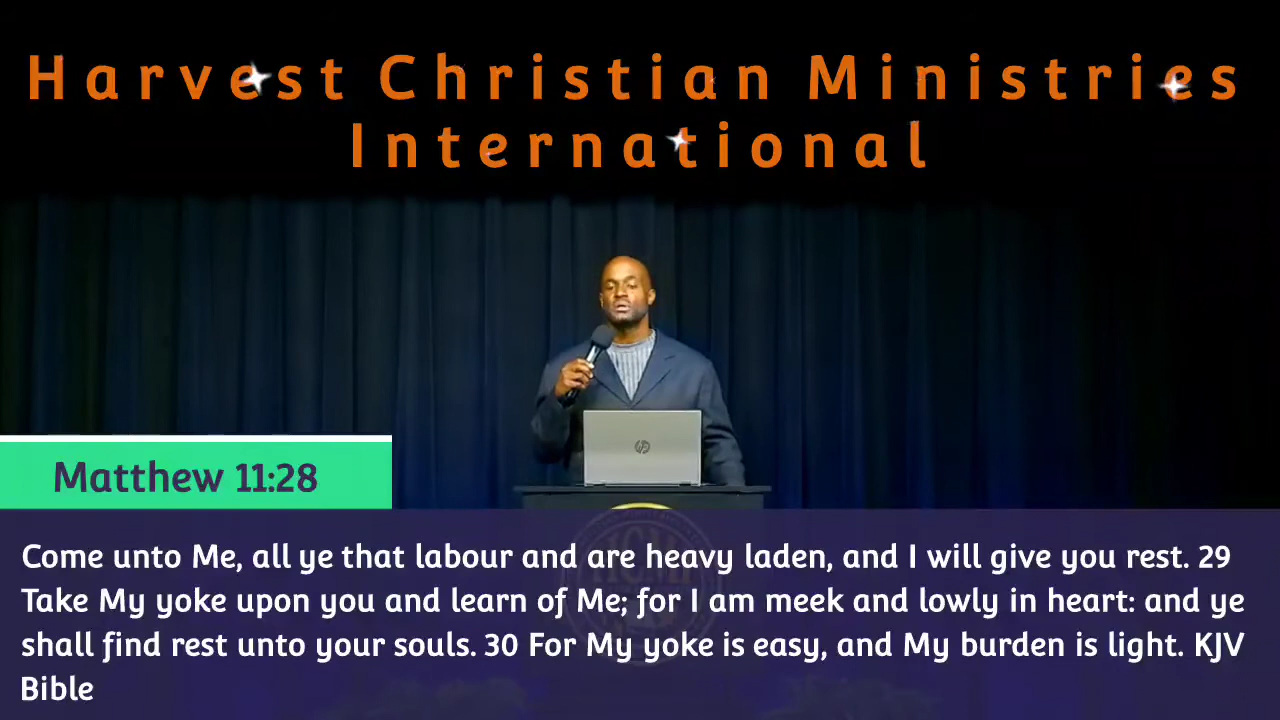 Harvest Christian Ministries
International
hp
Matthew 11:28
HCMI
Come unto Me, all ye that labour and are heavy laden, and I will give you rest. 29
Take My yoke upon you and learn of Me; for I am meek and lowly in heart: and ye
shall find rest unto your souls. 30 For My yoke is easy, and My burden is light. KJV
Bible